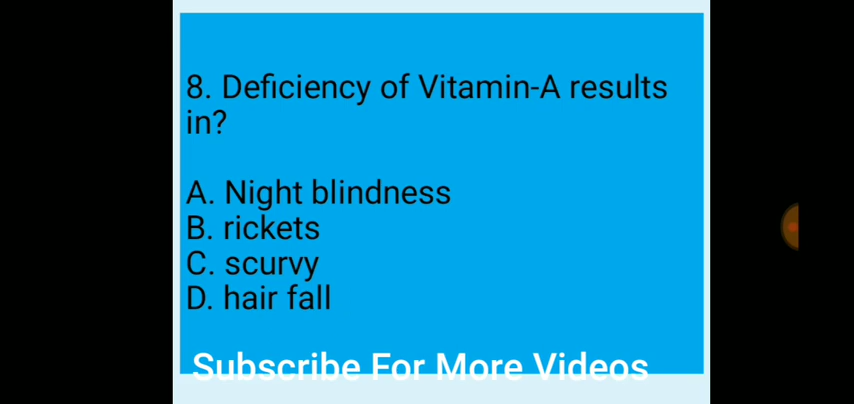 8. Deficiency of Vitamin-A results
in?
A. Night blindness
B. rickets
C. scurvy
D. hair fall
Subscribe For More Videos